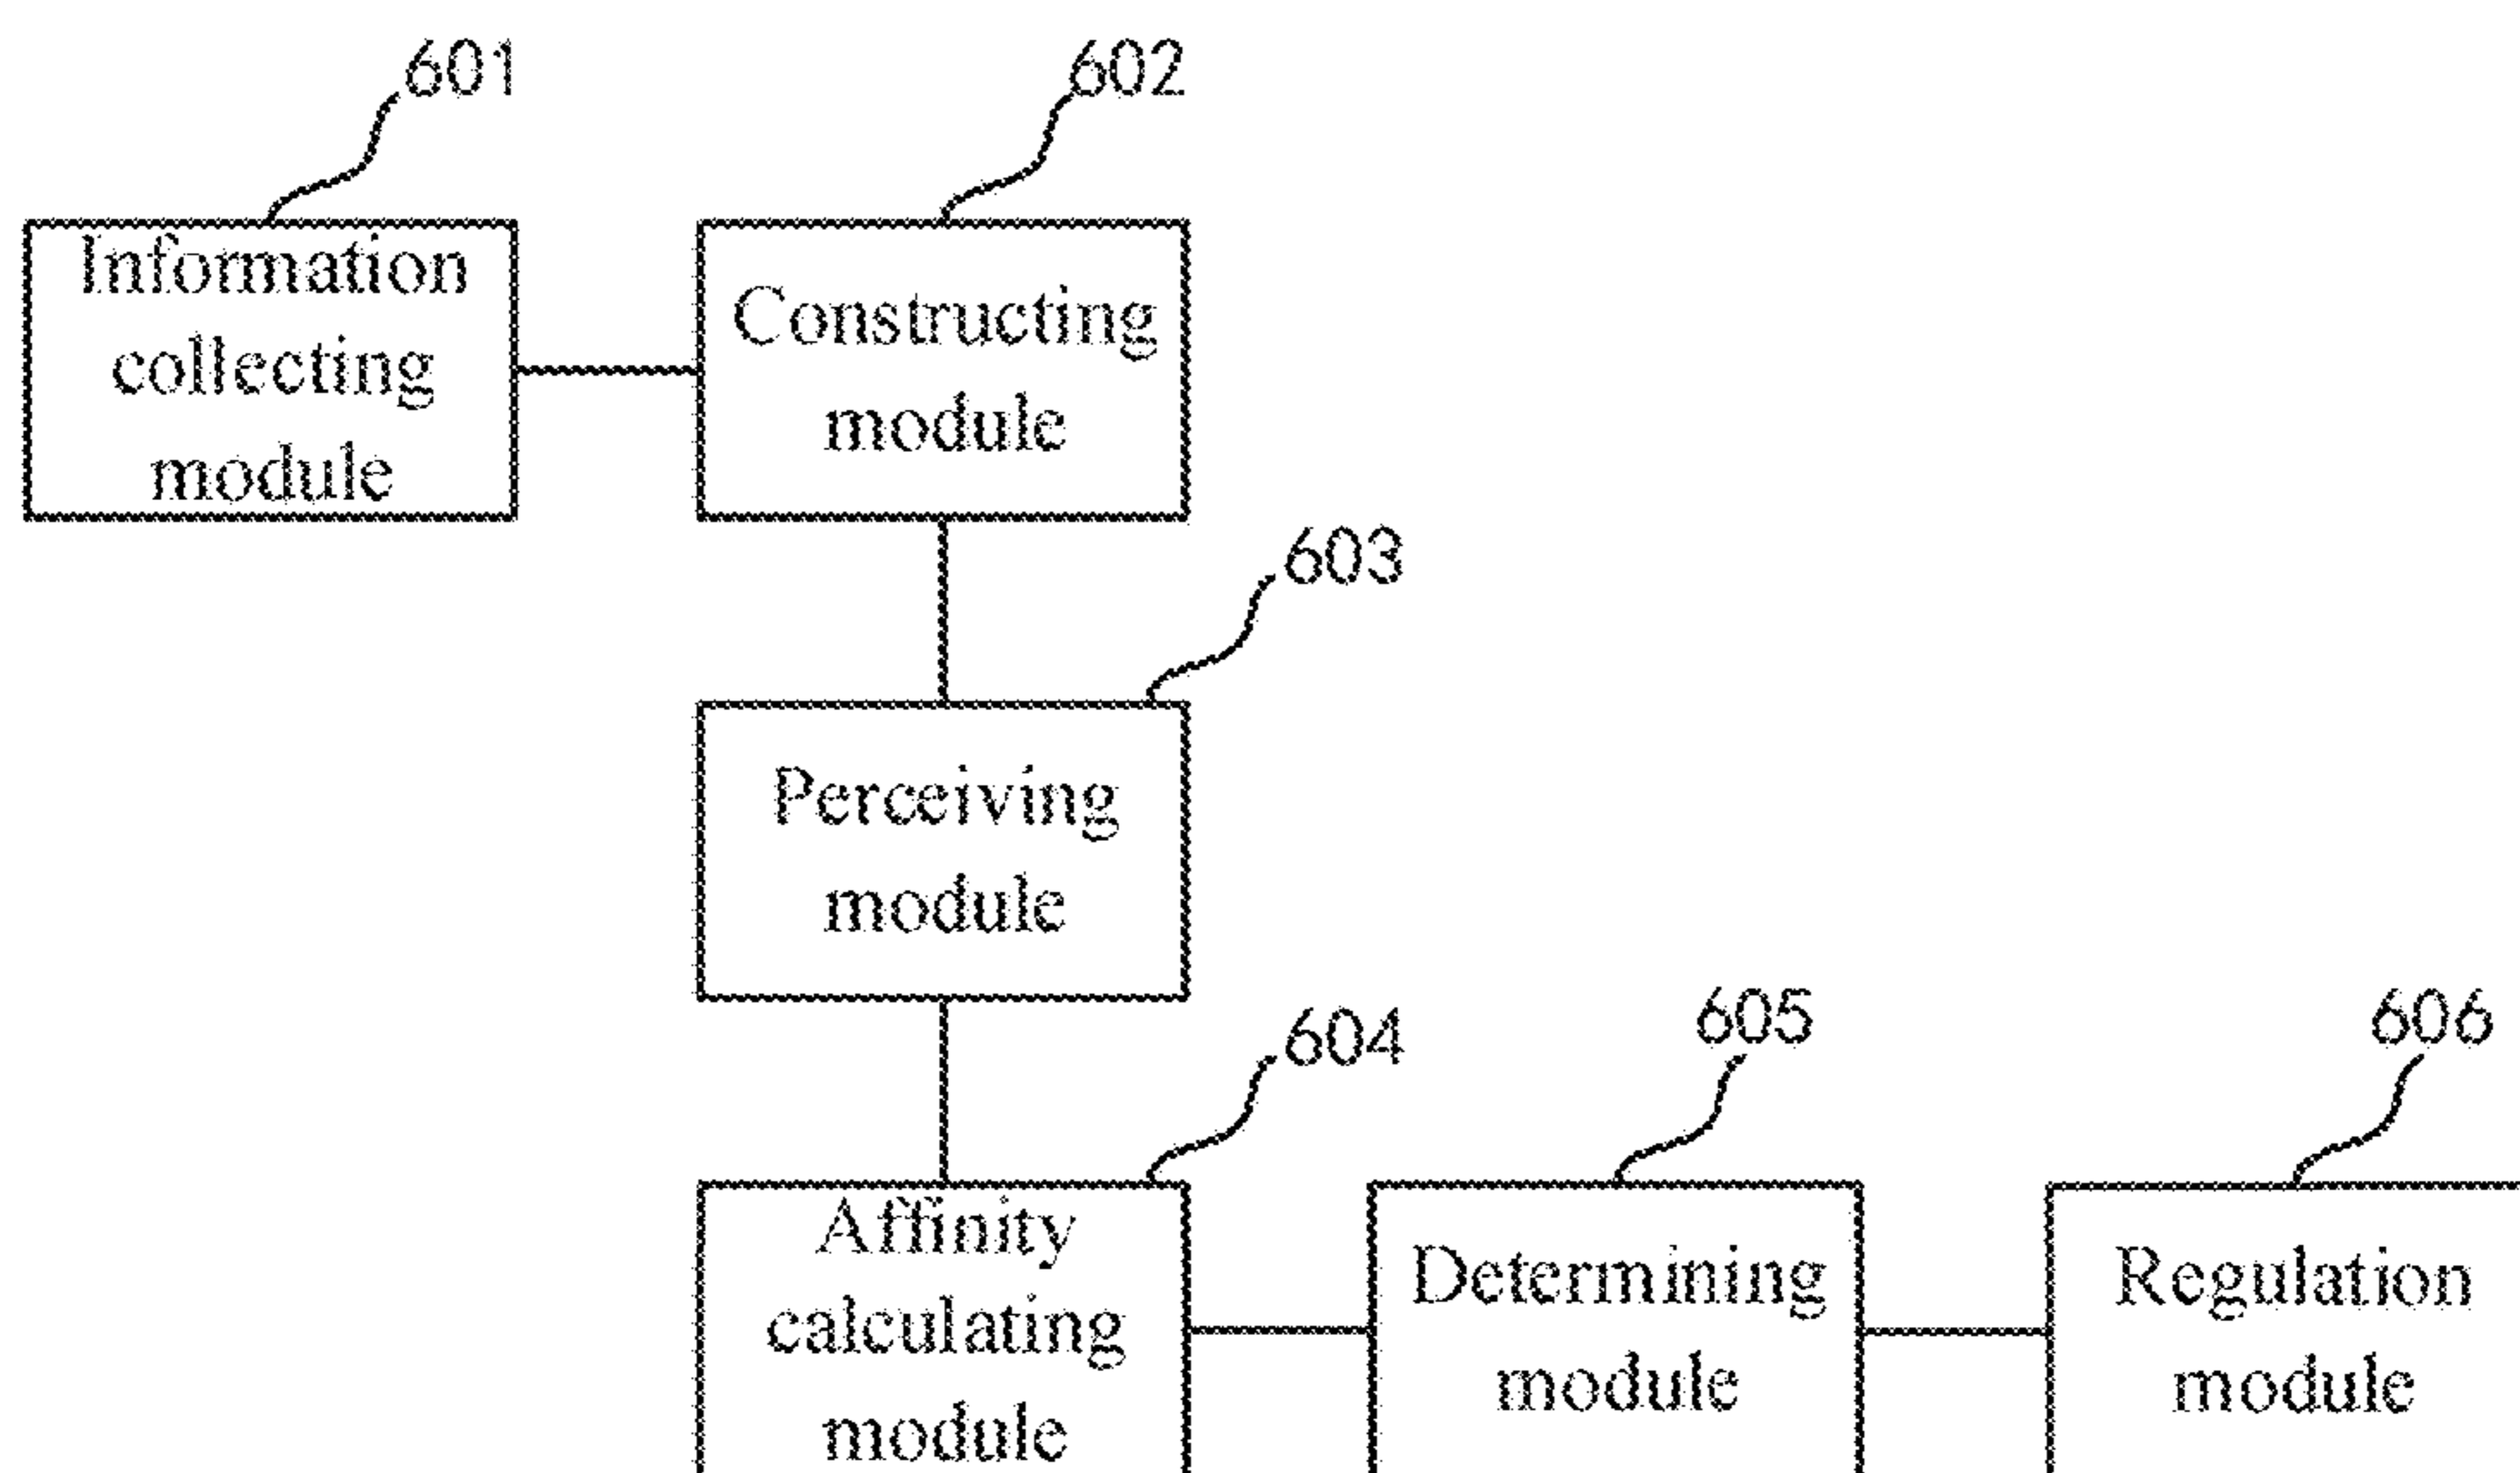 601
602
Information
collecting
module
Constructing
module
603
Perceiving
module
604
605
606
Affinity
calculating
module
Determining
module
Regulation
module